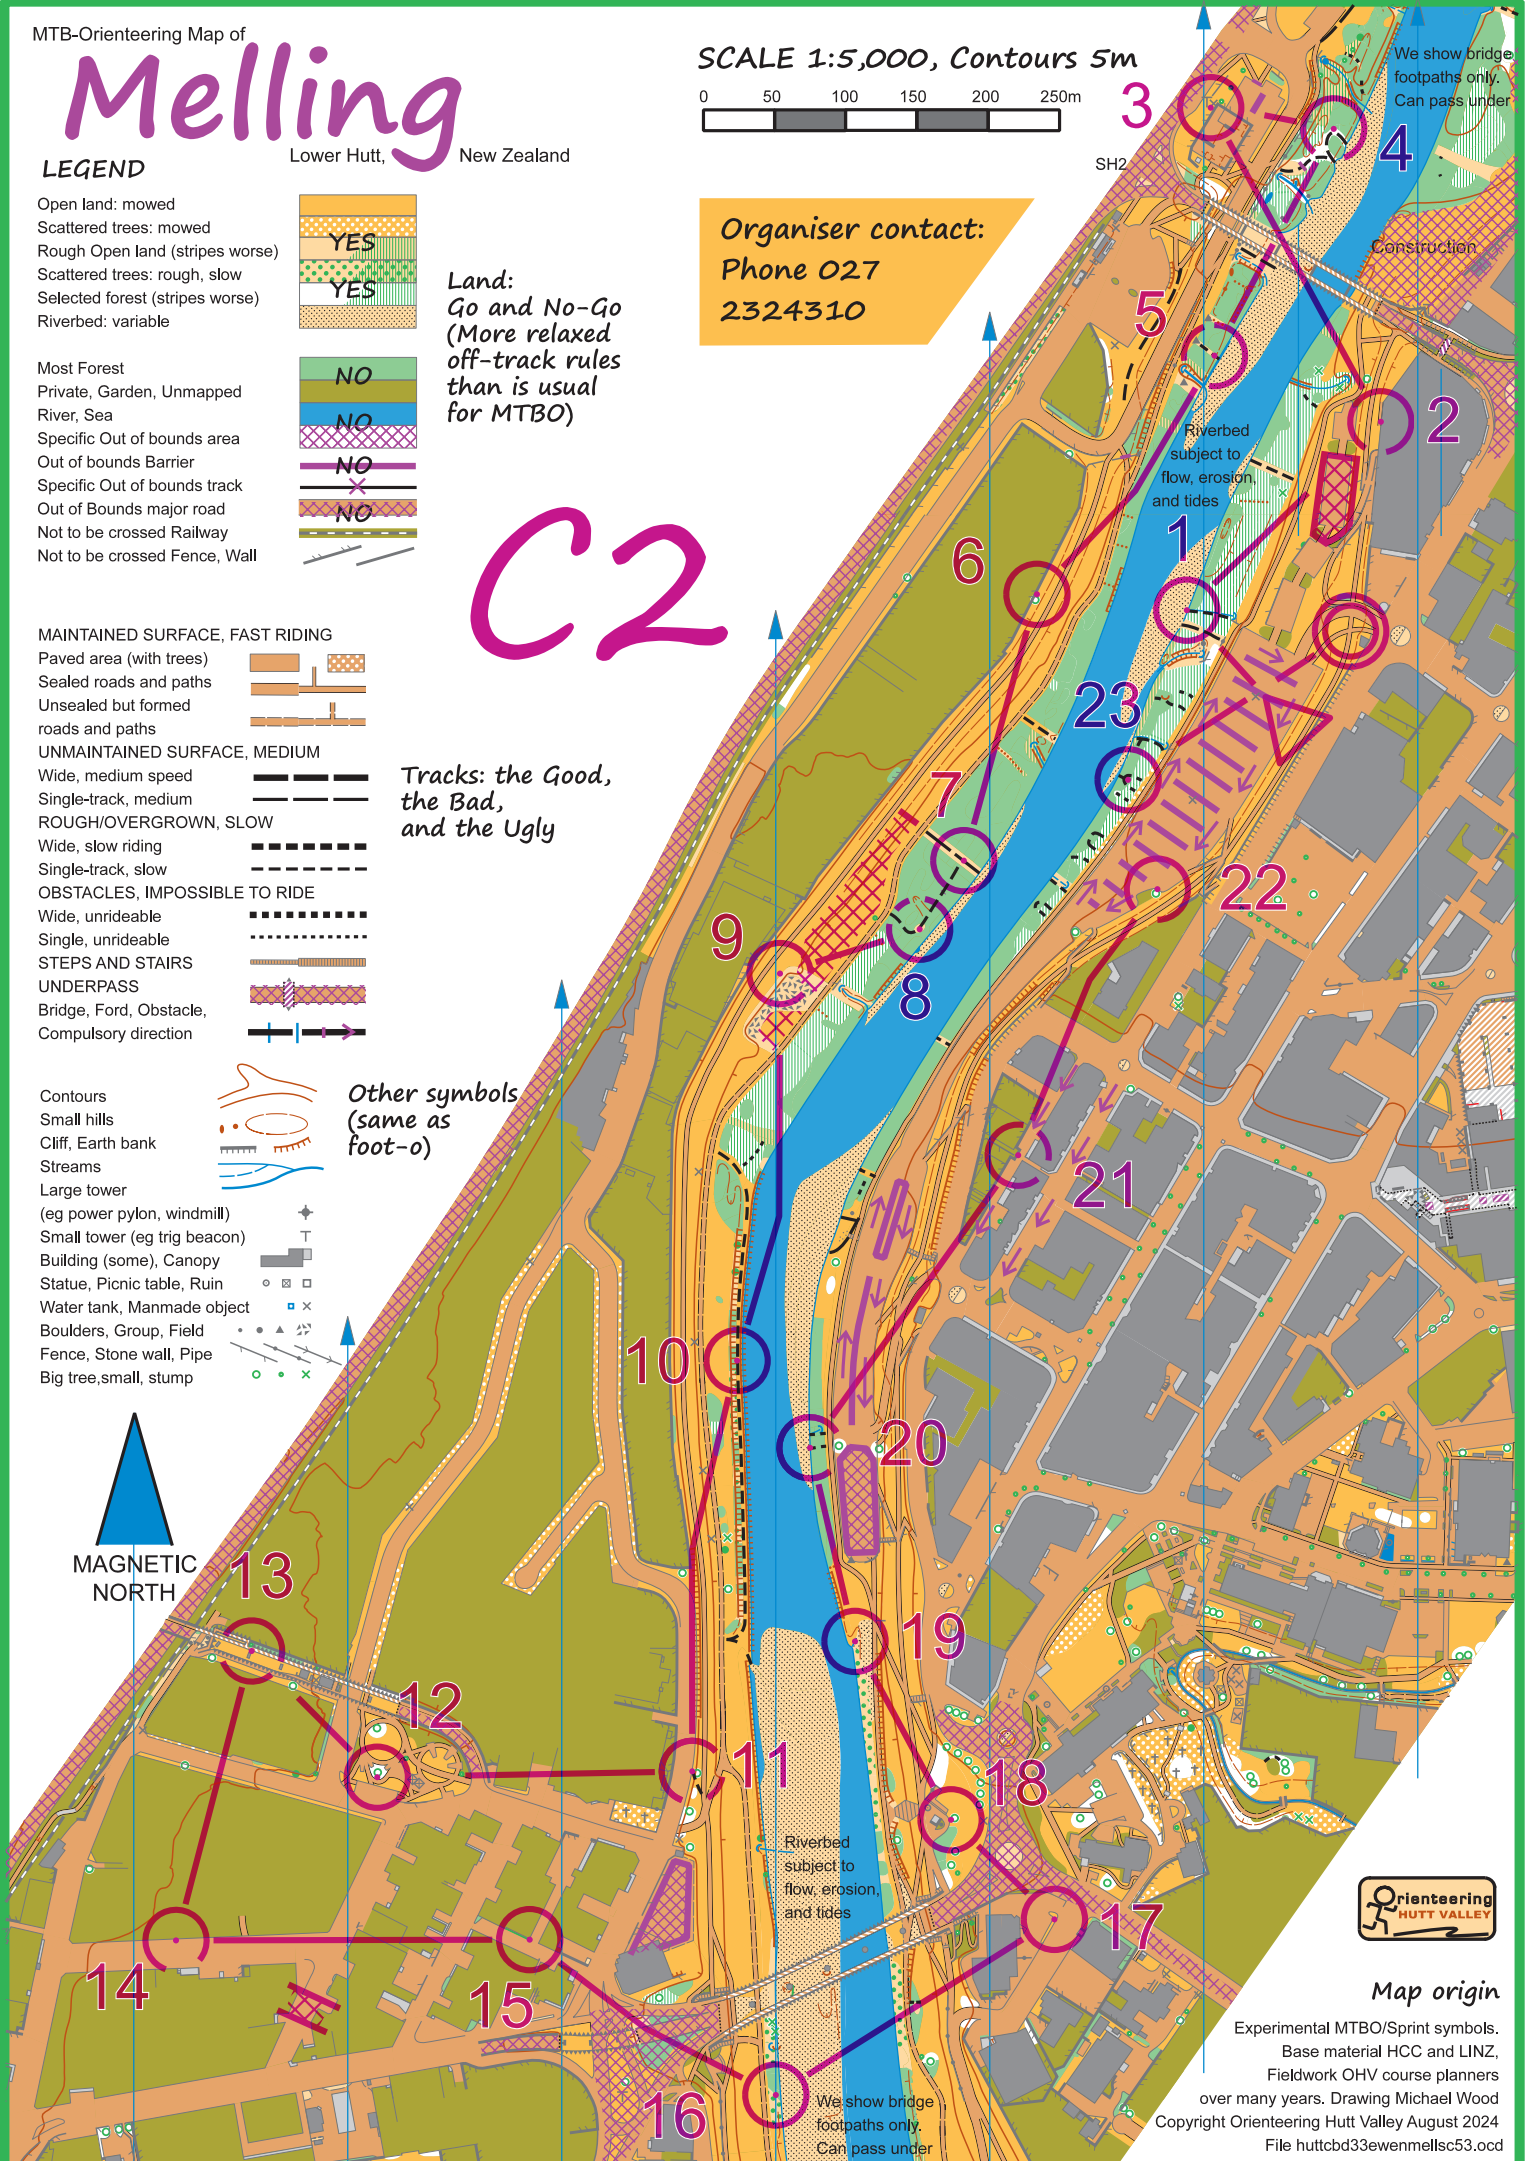 MTB-Orienteering Map of
Melling
Lower Hutt, New Zealand
SCALE 1:5,000, Contours 5m
0 50 100 150 200 250m
LEGEND
Open land: mowed
Scattered trees: mowed
Rough Open land (stripes worse)
YES
Scattered trees: rough, slow
Selected forest (stripes worse)
YES
Riverbed: variable
Land:
Go and No-Go
(More relaxed
off-track rules
than is usual
for MTBO)
Most Forest
NO
Private, Garden, Unmapped
River, Sea
NO
Specific Out of bounds area
Out of bounds Barrier
NO
Specific Out of bounds track
Out of Bounds major road
NO
Not to be crossed Railway
Not to be crossed Fence, Wall
MAINTAINED SURFACE, FAST RIDING
Paved area (with trees)
Sealed roads and paths
Unsealed but formed
roads and paths
UNMAINTAINED SURFACE, MEDIUM
Wide, medium speed
Single-track, medium
ROUGH/OVERGROWN, SLOW
Wide, slow riding
Single-track, slow
OBSTACLES, IMPOSSIBLE TO RIDE
Wide, unrideable
Single, unrideable
STEPS AND STAIRS
UNDERPASS
Bridge, Ford, Obstacle,
Compulsory direction
Tracks: the Good,
the Bad,
and the Ugly
Contours
Small hills
Cliff, Earth bank
Streams
Large tower
(eg power pylon, windmill)
Small tower (eg trig beacon)
Building (some), Canopy
Statue, Picnic table, Ruin
Water tank, Manmade object
Boulders, Group, Field
Fence, Stone wall, Pipe
Big tree,small, stump
Other symbols
(same as
foot-o)
MAGNETIC
NORTH
Organiser contact:
Phone 027
2324310
C2
SH2
We show bridge
footpaths only.
Can pass under
Construction
Riverbed
subject to
flow, erosion,
and tides
3
4
5
2
6
1
23
7
22
9
8
21
10
20
13
19
12
11
18
17
14
15
16
Riverbed
subject to
flow, erosion,
and tides
We show bridge
footpaths only.
Can pass under
Orienteering
HUTT VALLEY
Map origin
Experimental MTBO/Sprint symbols.
Base material HCC and LINZ,
Fieldwork OHV course planners
over many years. Drawing Michael Wood
Copyright Orienteering Hutt Valley August 2024
File huttcbd33ewenmellsc53.ocd